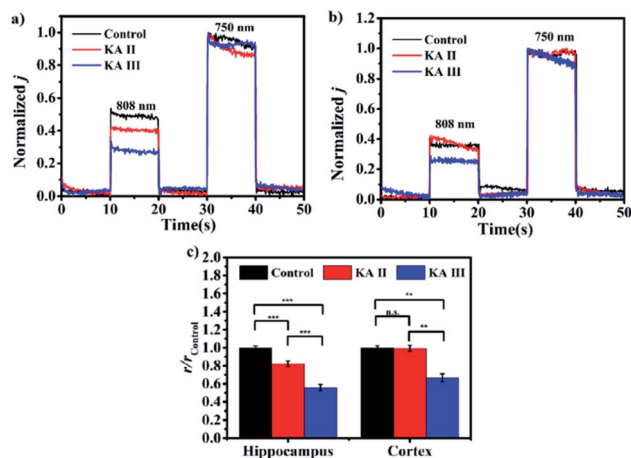 a)
Normalized j
1.0
0.8
0.6
0.4
0.2
0.0
Control
KA II
KA III
808 nm
750 nm
0 10 20 30 40 50
Time(s)
b)
Normalized j
1.2
1.0
0.8
0.6
0.4
0.2
0.0
Control
KA II
KA III
808 nm
750 nm
0 10 20 30 40 50
Time(s)
c)
r/rControl
2.0
1.8
1.6
1.4
1.2
1.0
0.8
0.6
0.4
0.2
0.0
Control KA II KA III
***
***
***
**
n.s.
**
Hippocampus Cortex